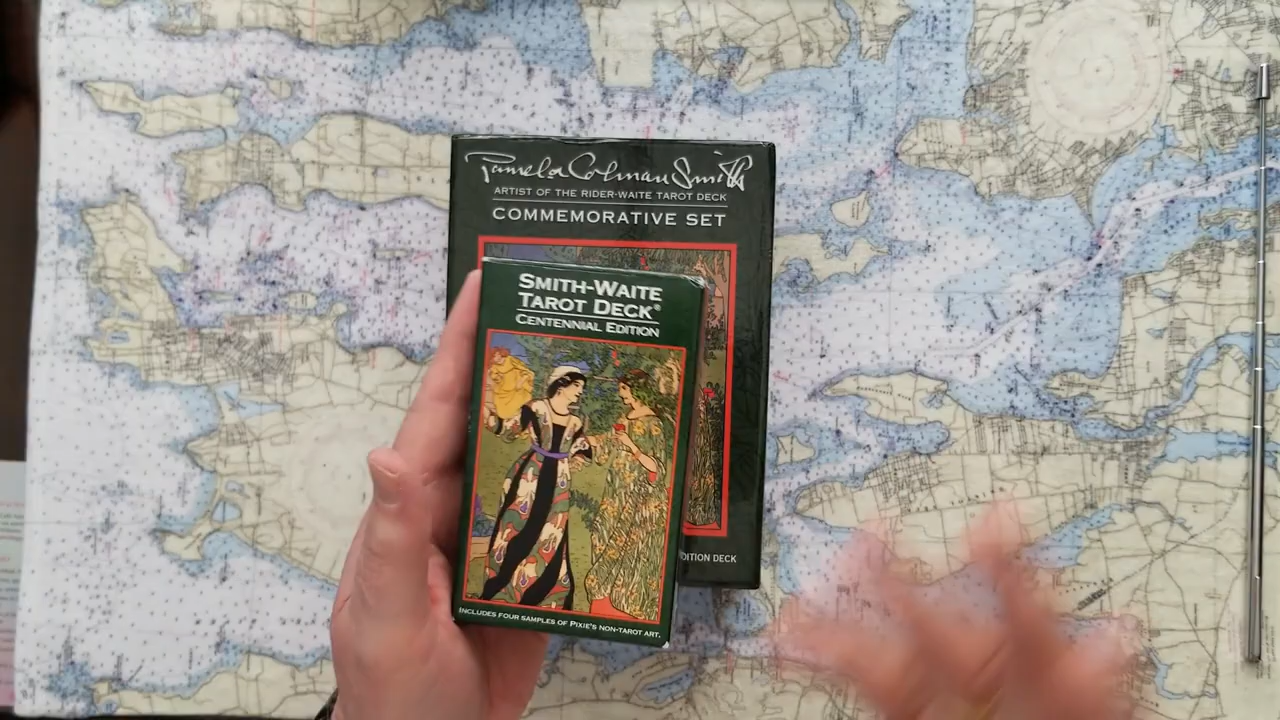 Pamela Colman Smith
ARTIST OF THE RIDER-WAITE TAROT DECK
COMMEMORATIVE SET
SMITH-WAITE
TAROT DECK®
CENTENNIAL EDITION
DITION DECK
INCLUDES FOUR SAMPLES OF PIXIE'S NON-TAROT ART.